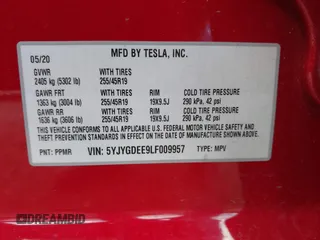 MFD BY TESLA, INC.
05/20
GVWR WITH TIRES
2405 kg (5302 lb) 255/45R19
GAWR FRT WITH TIRES RIM COLD TIRE PRESSURE
1363 kg (3004 lb) 255/45R19 19X9.5J 290 kPa, 42 psi
GAWR RR WITH TIRES RIM COLD TIRE PRESSURE
1636 kg (3606 lb) 255/45R19 19X9.5J 290 kPa, 42 psi
THIS VEHICLE CONFORMS TO ALL APPLICABLE U.S. FEDERAL
MOTOR VEHICLE SAFETY, BUMPER, AND
THEFT PREVENTION STANDARDS IN EFFECT ON THE DATE OF MANUFACTURE SHOWN ABOVE.
PNT: PPMR VIN: 5YJYGDEE9LF009957 TYPE: MPV
DREAMBID